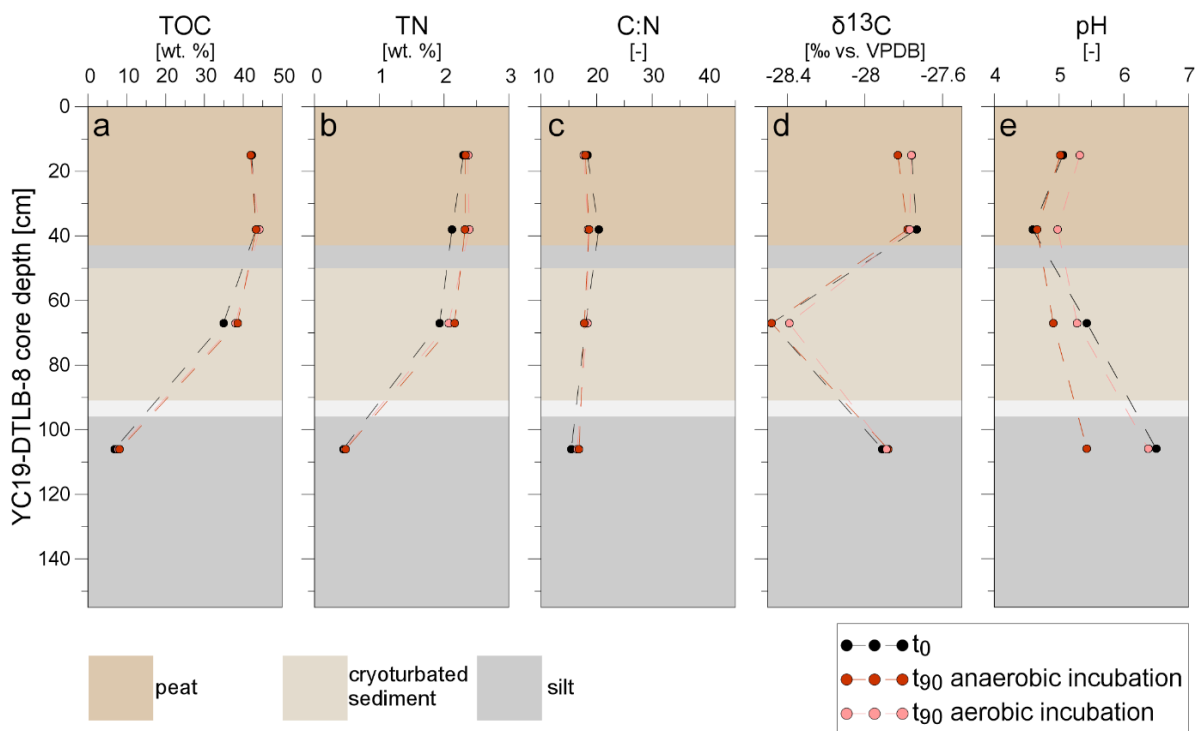 TOC TN C:N δ13C pH
[wt. %] [wt. %] [-] [‰ vs. VPDB] [-]
0 10 20 30 40 50 0 1 2 3 10 20 30 40 -28.4 -28 -27.6 4 5 6 7
a b c d e
0
20
40
60
80
100
120
140
YC19-DTLB-8 core depth [cm]
peat
cryoturbated
sediment
silt
t0
t90 anaerobic incubation
t90 aerobic incubation